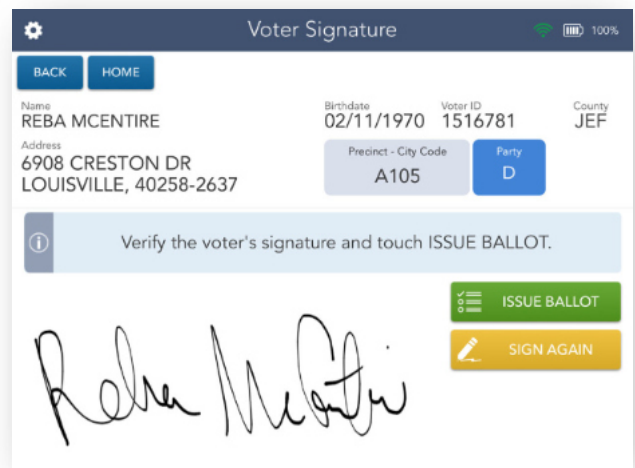 Voter Signature
100%
BACK
HOME
Name
REBA MCENTIRE
Birthdate
02/11/1970
Voter ID
1516781
County
JEF
Address
6908 CRESTON DR
LOUISVILLE, 40258-2637
Precinct - City Code
A105
Party
D
Verify the voter's signature and touch ISSUE BALLOT.
ISSUE BALLOT
SIGN AGAIN
Reba McEntire